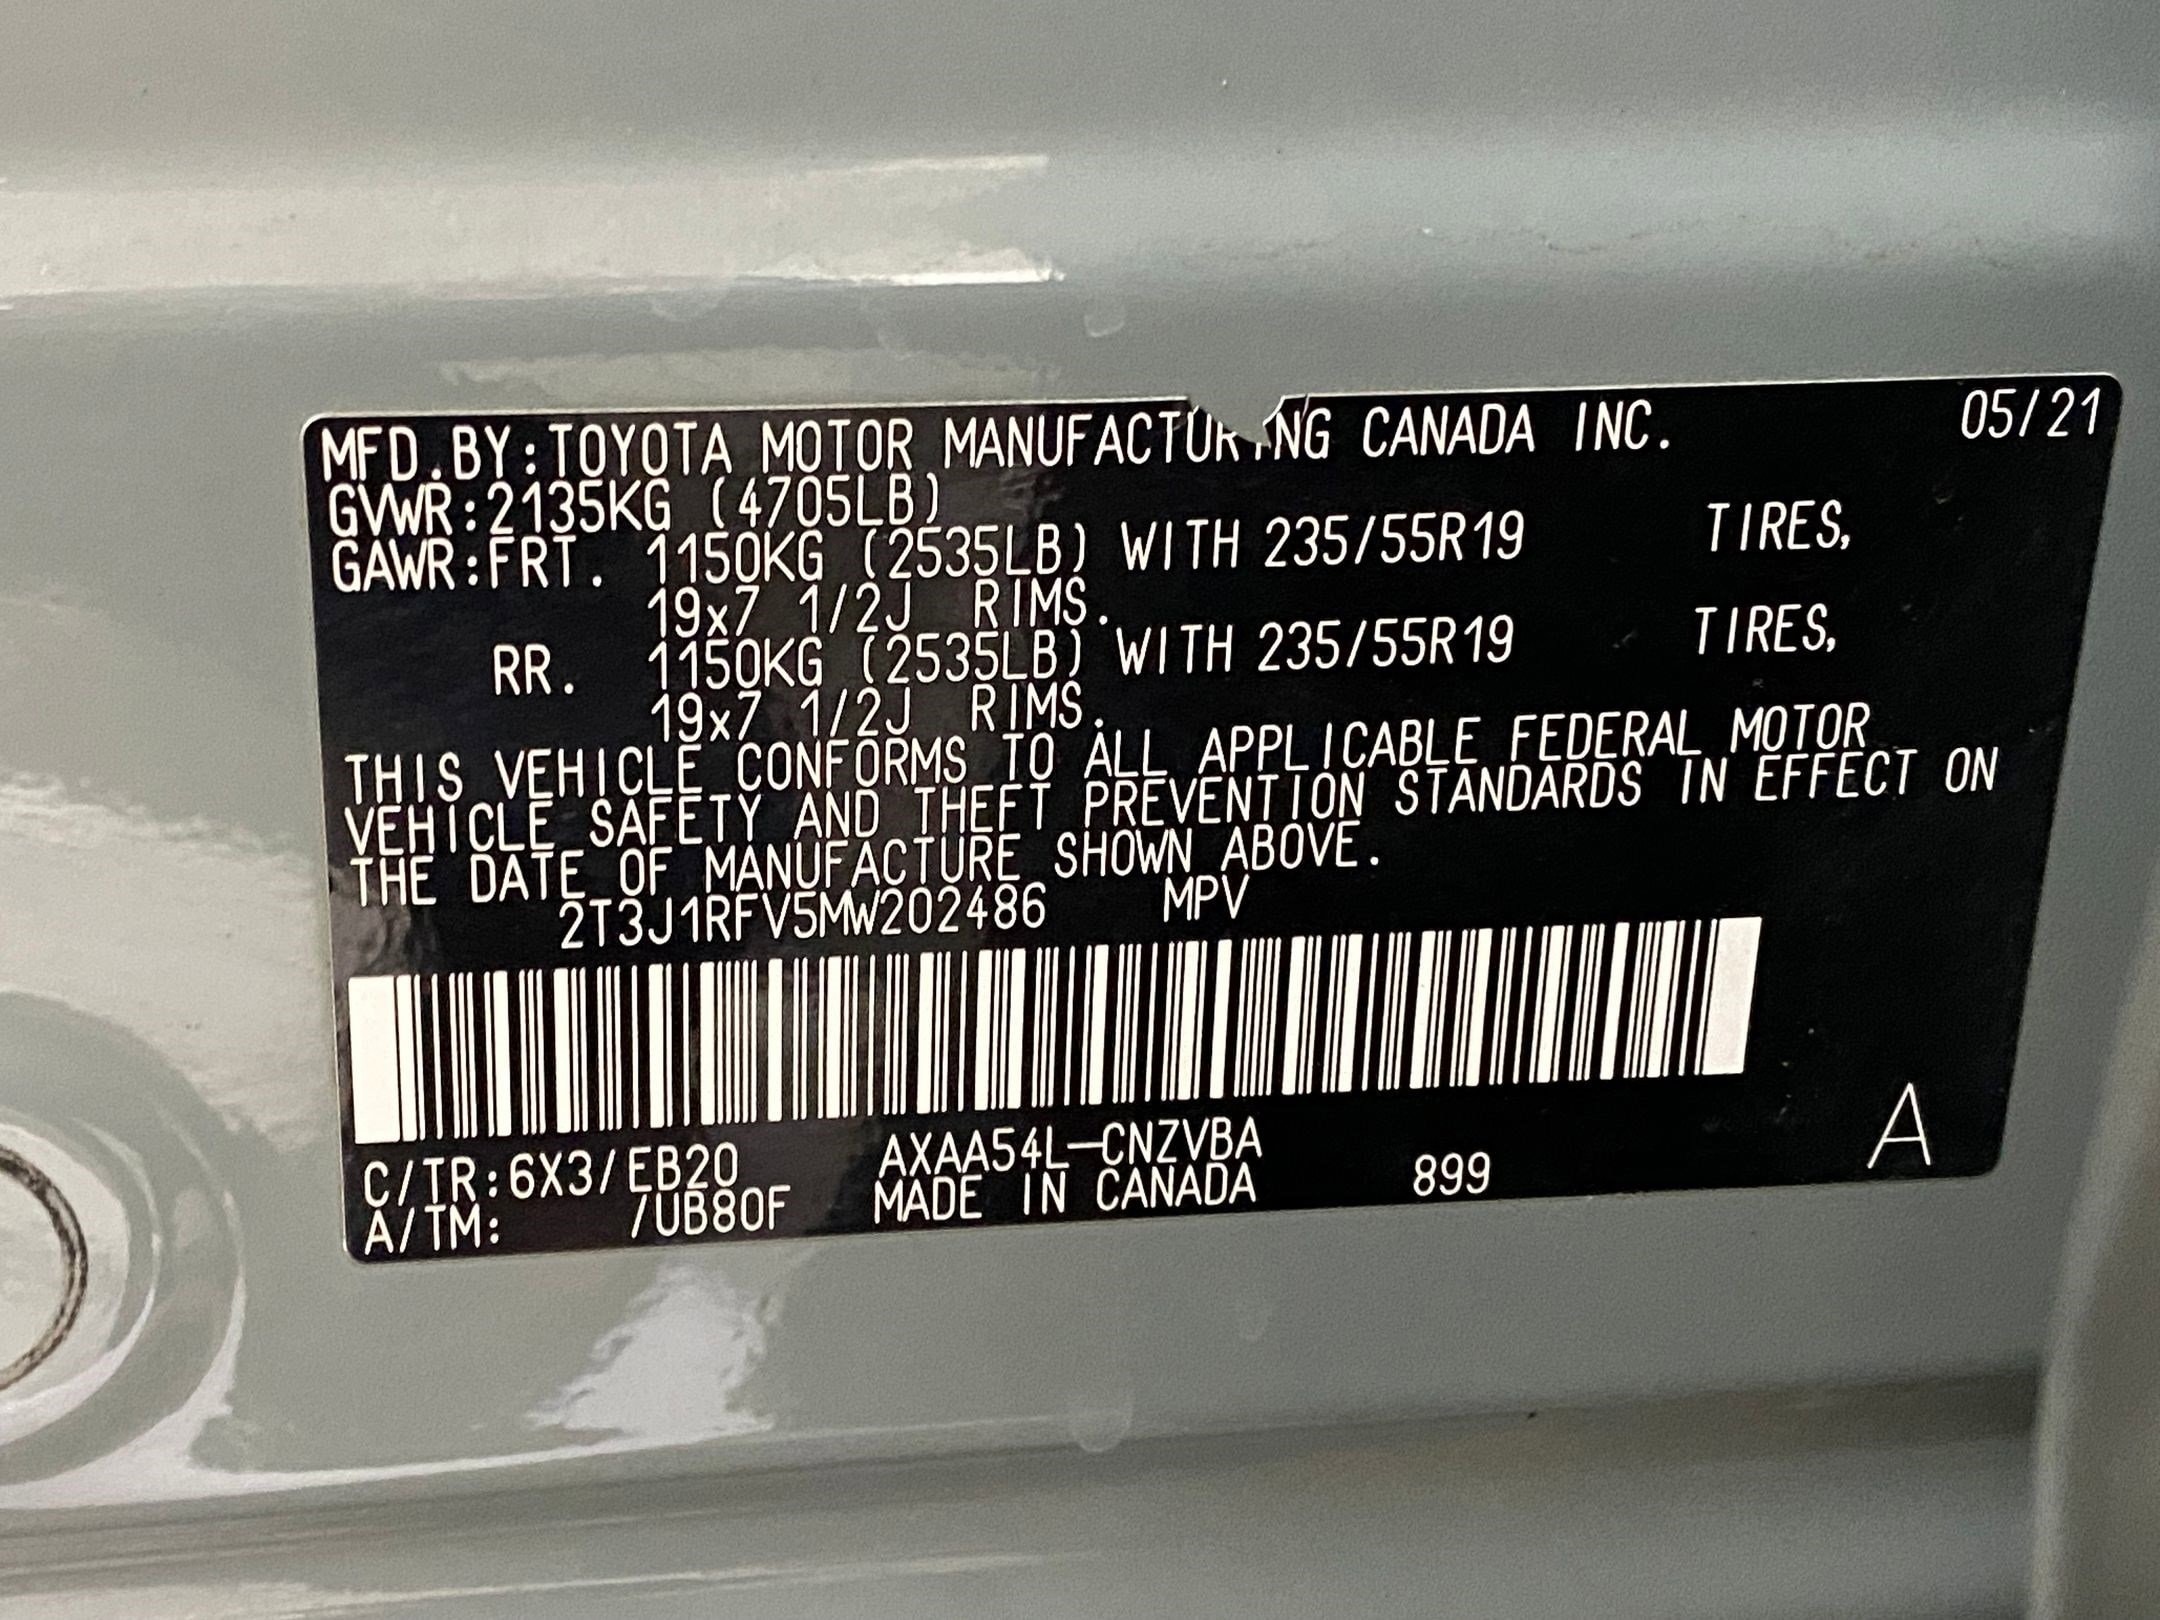 MFD.BY:TOYOTA MOTOR MANUFACTURING CANADA INC. 05/21
GVWR:2135KG (4705LB)
GAWR:FRT. 1150KG (2535LB) WITH 235/55R19 TIRES,
19x7 1/2J RIMS.
RR. 1150KG (2535LB) WITH 235/55R19 TIRES,
19x7 1/2J RIMS.
THIS VEHICLE CONFORMS TO ALL APPLICABLE FEDERAL MOTOR
VEHICLE SAFETY AND THEFT PREVENTION STANDARDS IN EFFECT ON
THE DATE OF MANUFACTURE SHOWN ABOVE.
2T3J1RFV5MW202486 MPV
C/TR:6X3/EB20 AXAA54L-CNZVBA
A/TM: /UB80F MADE IN CANADA 899 A